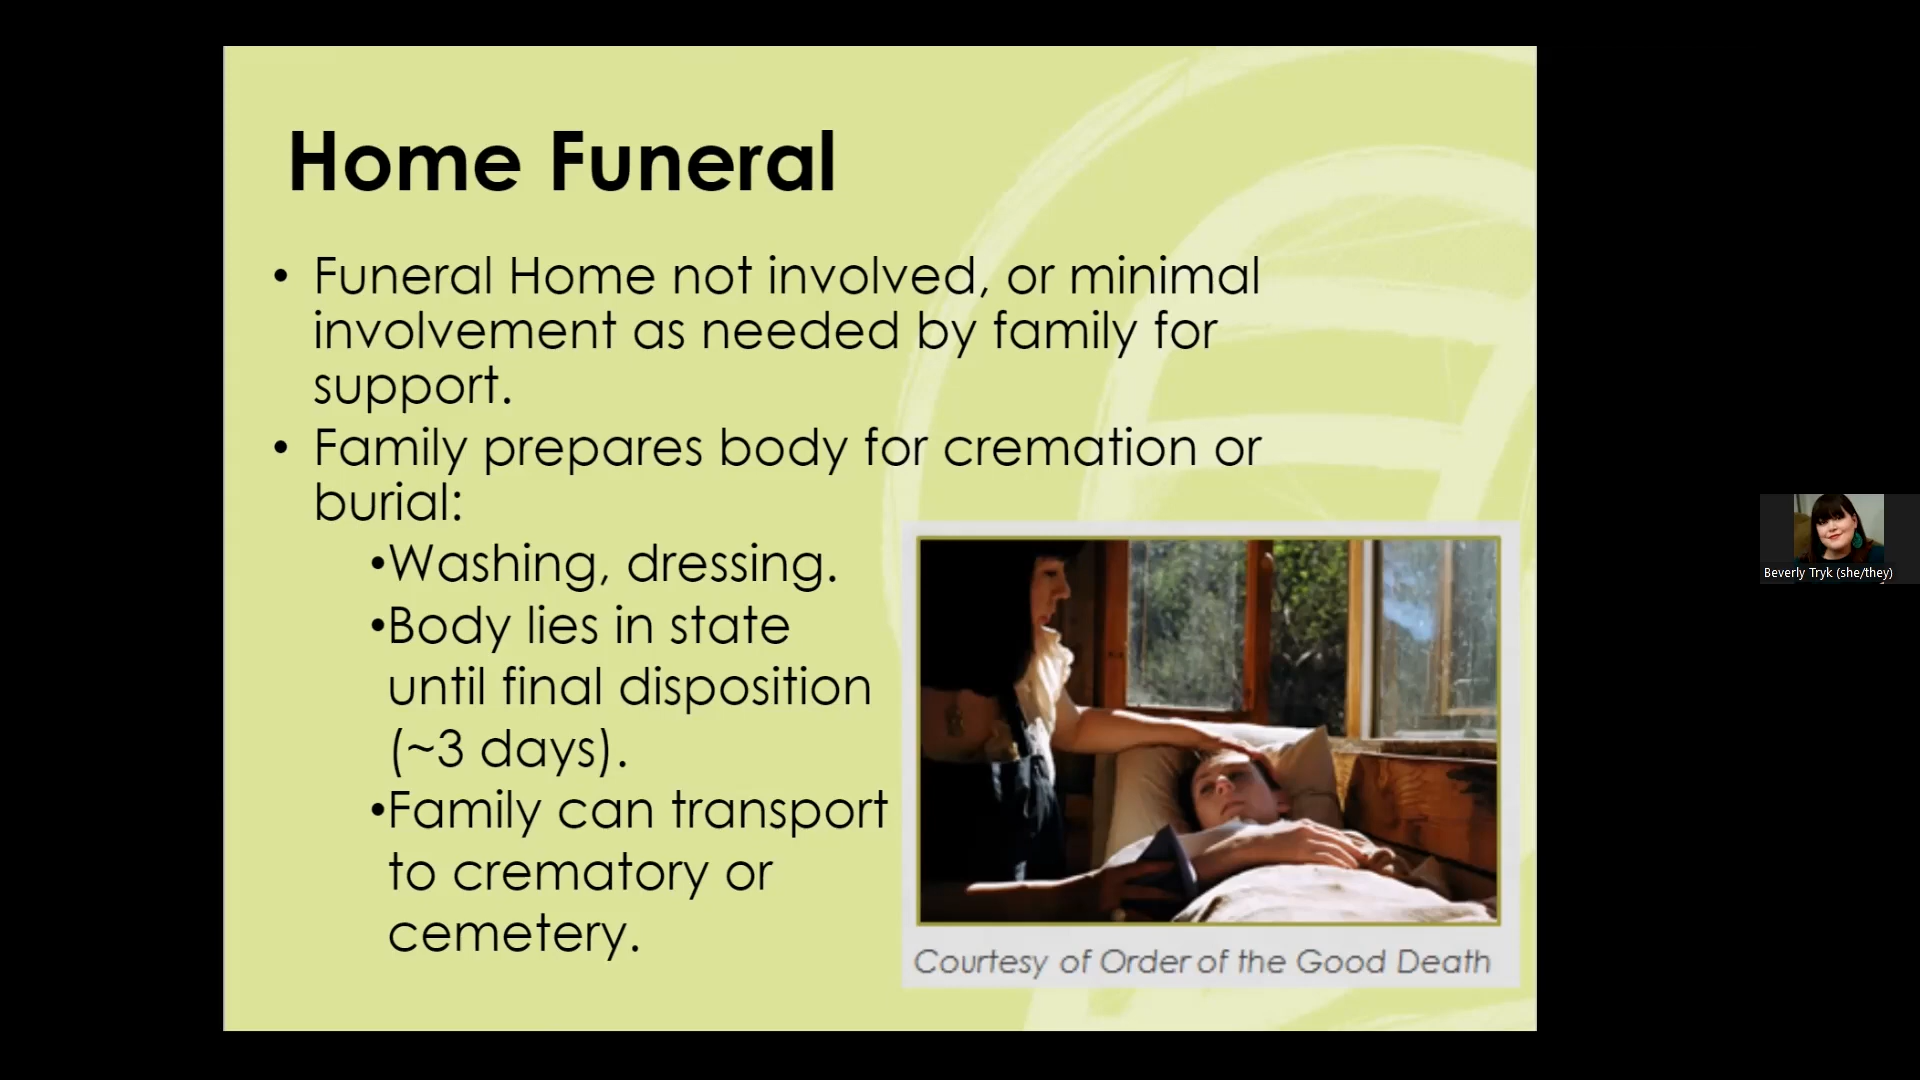 Home Funeral
• Funeral Home not involved, or minimal
involvement as needed by family for
support.
• Family prepares body for cremation or
burial:
•Washing, dressing.
•Body lies in state
until final disposition
(~3 days).
•Family can transport
to crematory or
cemetery.
Courtesy of Order of the Good Death
Beverly Tryk (she/they)